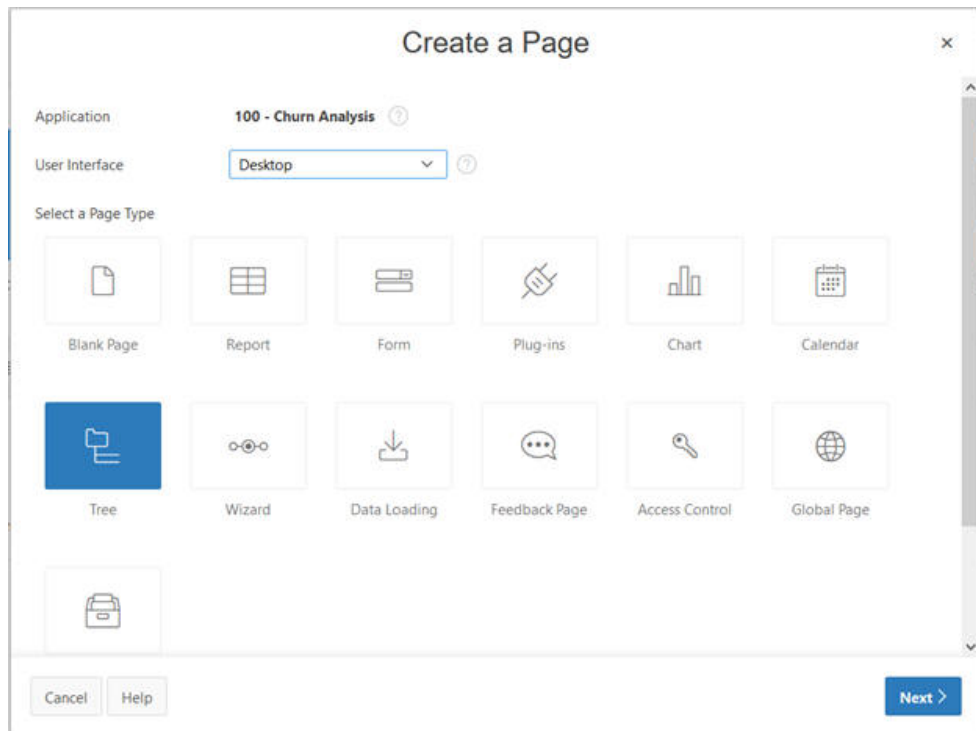 Create a Page
Application 100 - Churn Analysis ?
User Interface Desktop ?
Select a Page Type
Blank Page Report Form Plug-ins Chart Calendar
Tree Wizard Data Loading Feedback Page Access Control Global Page
Cancel Help Next